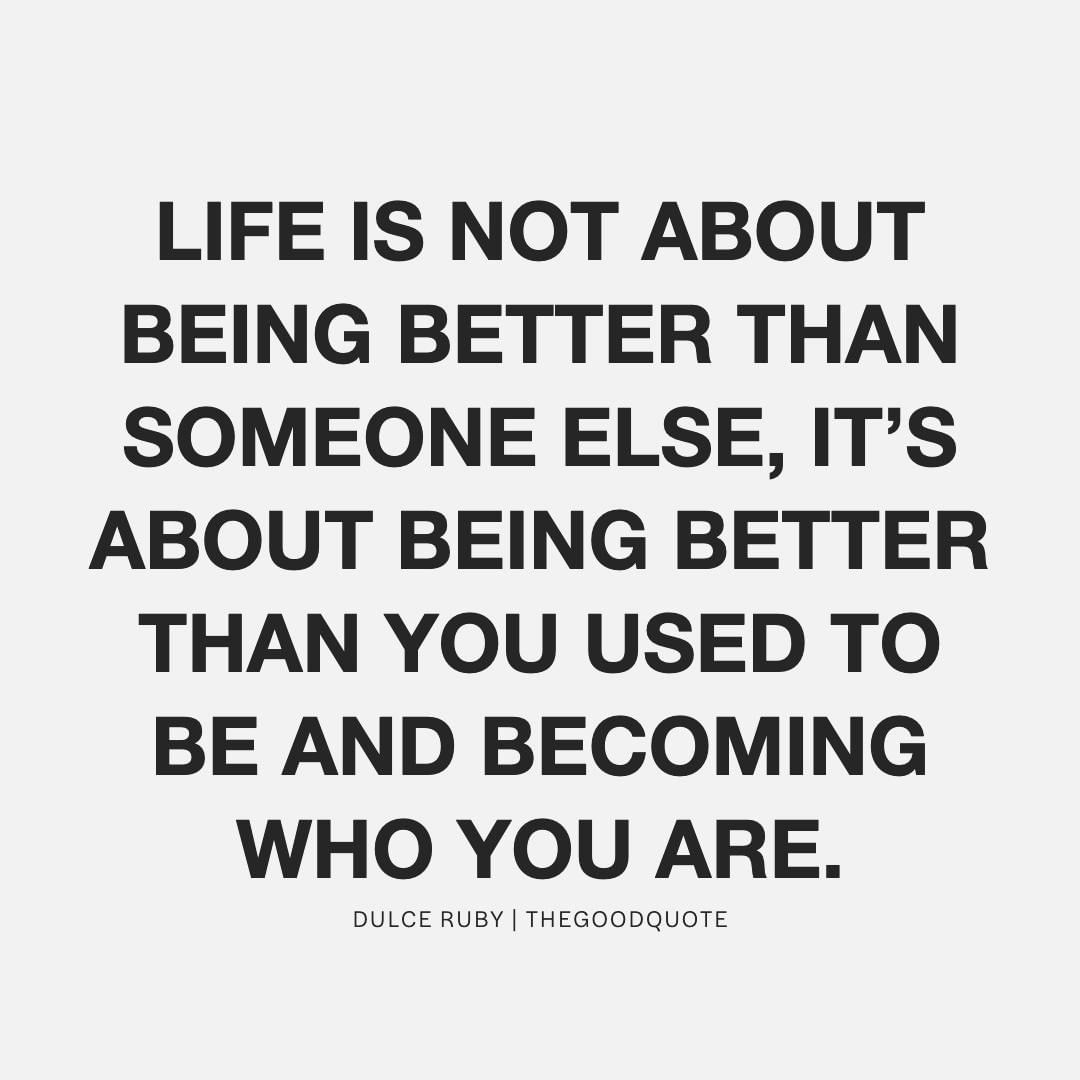 LIFE IS NOT ABOUT
BEING BETTER THAN
SOMEONE ELSE, IT’S
ABOUT BEING BETTER
THAN YOU USED TO
BE AND BECOMING
WHO YOU ARE.
DULCE RUBY | THEGOODQUOTE